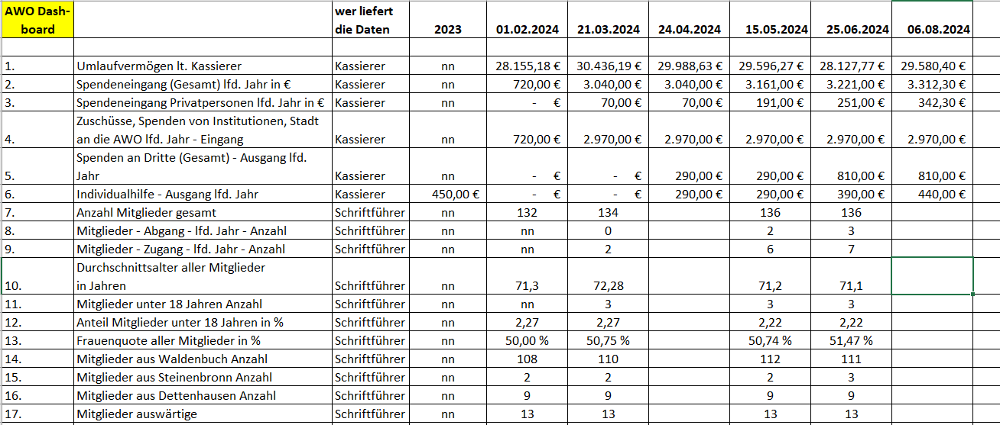 AWO Dash-
board
wer liefert
die Daten 2023 01.02.2024 21.03.2024 24.04.2024 15.05.2024 25.06.2024 06.08.2024
1. Umlaufvermögen lt. Kassierer Kassierer nn 28.155,18 € 30.436,19 € 29.988,63 € 29.596,27 € 28.127,77 € 29.580,40 €
2. Spendeneingang (Gesamt) lfd. Jahr in € Kassierer nn 720,00 € 3.040,00 € 3.040,00 € 3.161,00 € 3.221,00 € 3.312,30 €
3. Spendeneingang Privatpersonen lfd. Jahr in € Kassierer nn - € 70,00 € 70,00 € 191,00 € 251,00 € 342,30 €
Zuschüsse, Spenden von Institutionen, Stadt
4. an die AWO lfd. Jahr - Eingang Kassierer nn 720,00 € 2.970,00 € 2.970,00 € 2.970,00 € 2.970,00 € 2.970,00 €
Spenden an Dritte (Gesamt) - Ausgang lfd.
5. Jahr Kassierer nn - € - € 290,00 € 290,00 € 810,00 € 810,00 €
6. Individualhilfe - Ausgang lfd. Jahr Kassierer 450,00 € - € - € 290,00 € 290,00 € 390,00 € 440,00 €
7. Anzahl Mitglieder gesamt Schriftführer nn 132 134 136 136
8. Mitglieder - Abgang - lfd. Jahr - Anzahl Schriftführer nn nn 0 2 3
9. Mitglieder - Zugang - lfd. Jahr - Anzahl Schriftführer nn nn 2 6 7
Durchschnittsalter aller Mitglieder
10. in Jahren Schriftführer nn 71,3 72,28 71,2 71,1
11. Mitglieder unter 18 Jahren Anzahl Schriftführer nn nn 3 3 3
12. Anteil Mitglieder unter 18 Jahren in % Schriftführer nn 2,27 2,27 2,22 2,22
13. Frauenquote aller Mitglieder in % Schriftführer nn 50,00 % 50,75 % 50,74 % 51,47 %
14. Mitglieder aus Waldenbuch Anzahl Schriftführer nn 108 110 112 111
15. Mitglieder aus Steinenbronn Anzahl Schriftführer nn 2 2 2 3
16. Mitglieder aus Dettenhausen Anzahl Schriftführer nn 9 9 9 9
17. Mitglieder auswärtige Schriftführer nn 13 13 13 13